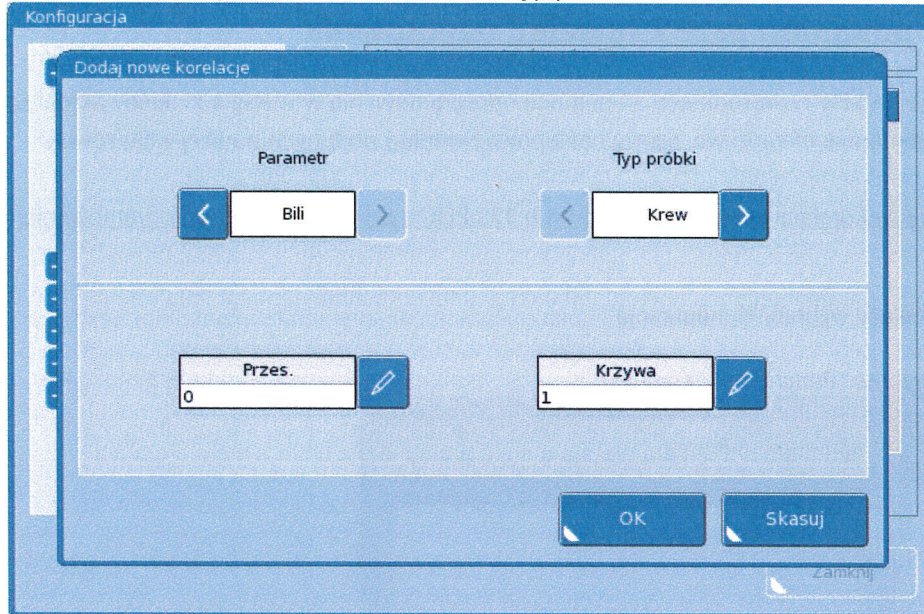 Konfiguracja
Dodaj nowe korelacje
Parametr
Typ próbki
Bili
Krew
Przes.
0
Krzywa
1
OK
Skasuj
Zamknij